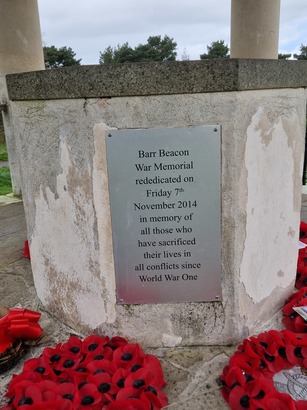 Barr Beacon
War Memorial
rededicated on
Friday 7th
November 2014
in memory of
all those who
have sacrificed
their lives in
all conflicts since
World War One